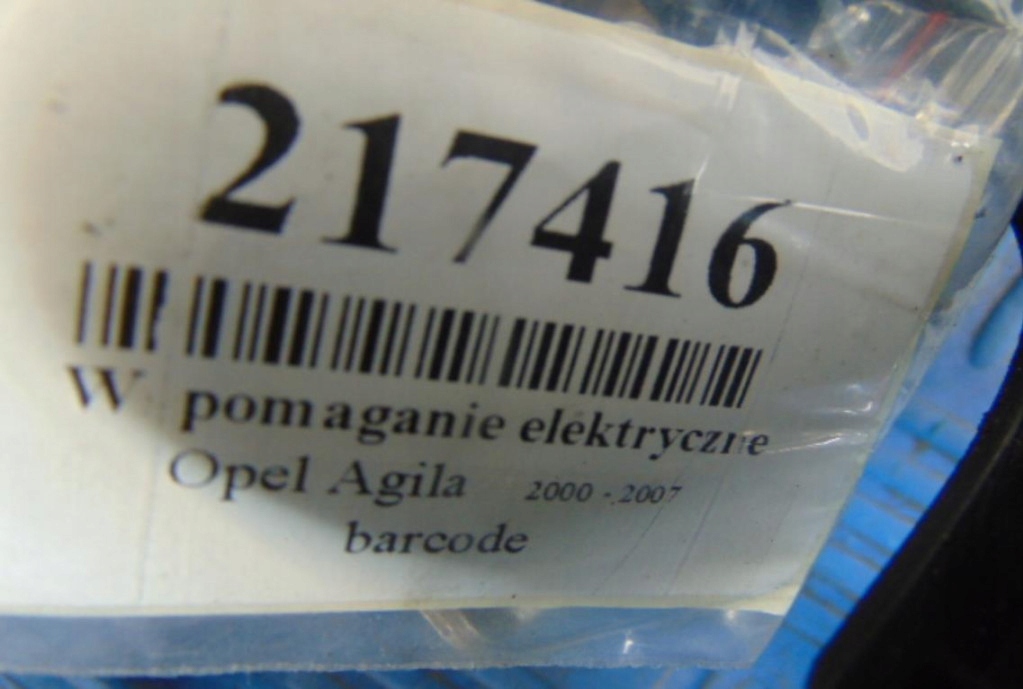 217416
W pomaganie elektryczne
Opel Agila 2000 - 2007
barcode